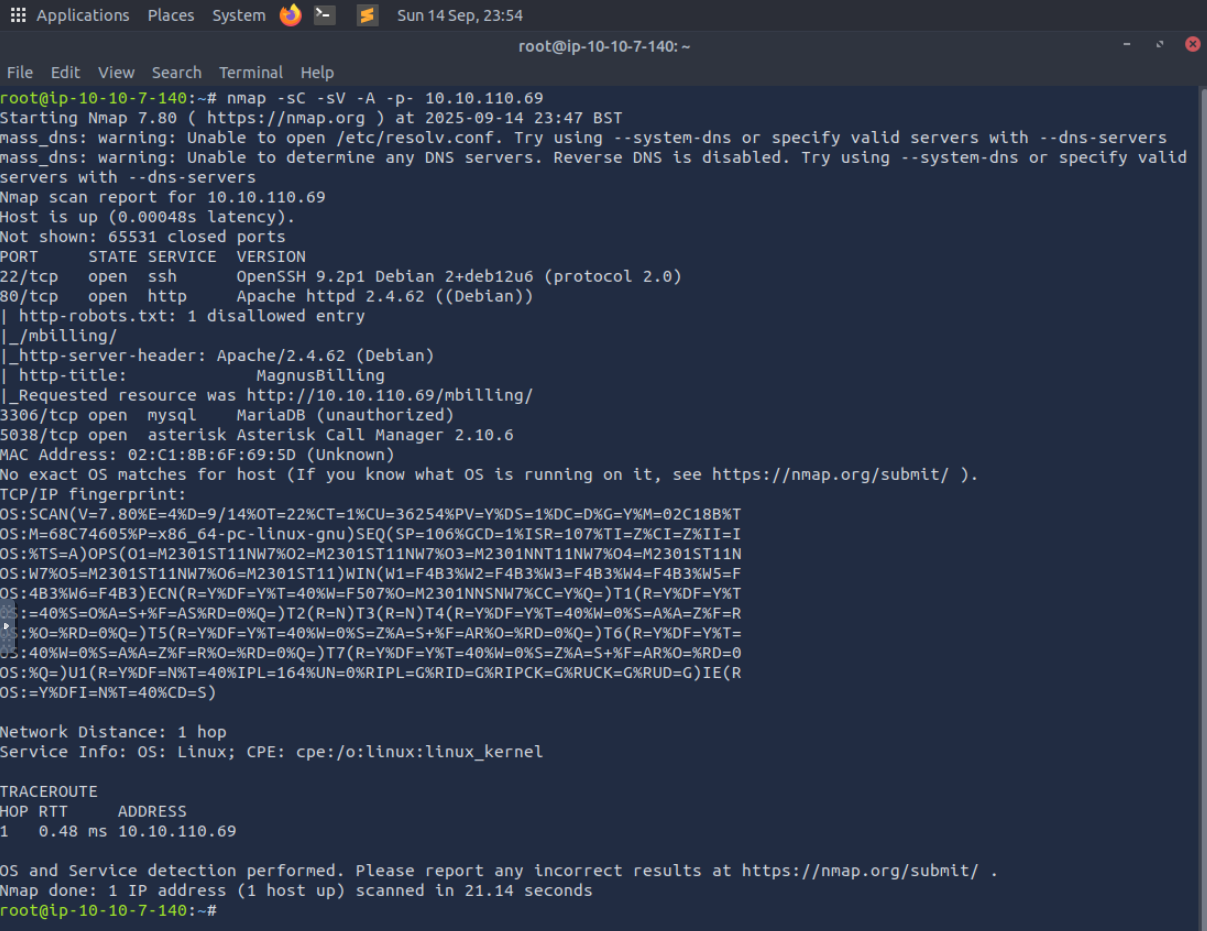 Applications Places System Sun 14 Sep, 23:54
root@ip-10-10-7-140: ~
File Edit View Search Terminal Help
root@ip-10-10-7-140:~# nmap -sC -sV -A -p- 10.10.110.69
Starting Nmap 7.80 ( https://nmap.org ) at 2025-09-14 23:47 BST
mass_dns: warning: Unable to open /etc/resolv.conf. Try using --system-dns or specify valid servers with --dns-servers
mass_dns: warning: Unable to determine any DNS servers. Reverse DNS is disabled. Try using --system-dns or specify valid
servers with --dns-servers
Nmap scan report for 10.10.110.69
Host is up (0.00048s latency).
Not shown: 65531 closed ports
PORT     STATE SERVICE  VERSION
22/tcp   open  ssh      OpenSSH 9.2p1 Debian 2+deb12u6 (protocol 2.0)
80/tcp   open  http     Apache httpd 2.4.62 ((Debian))
| http-robots.txt: 1 disallowed entry
|_/mbilling/
|_http-server-header: Apache/2.4.62 (Debian)
| http-title:             MagnusBilling
|_Requested resource was http://10.10.110.69/mbilling/
3306/tcp open  mysql    MariaDB (unauthorized)
5038/tcp open  asterisk Asterisk Call Manager 2.10.6
MAC Address: 02:C1:8B:6F:69:5D (Unknown)
No exact OS matches for host (If you know what OS is running on it, see https://nmap.org/submit/ ).
TCP/IP fingerprint:
OS:SCAN(V=7.80%E=4%D=9/14%OT=22%CT=1%CU=36254%PV=Y%DS=1%DC=D%G=Y%M=02C18B%T
OS:M=68C74605%P=x86_64-pc-linux-gnu)SEQ(SP=106%GCD=1%ISR=107%TI=Z%CI=Z%II=I
OS:%TS=A)OPS(O1=M2301ST11NW7%O2=M2301ST11NW7%O3=M2301NNT11NW7%O4=M2301ST11N
OS:W7%O5=M2301ST11NW7%O6=M2301ST11)WIN(W1=F4B3%W2=F4B3%W3=F4B3%W4=F4B3%W5=F
OS:4B3%W6=F4B3)ECN(R=Y%DF=Y%T=40%W=F507%O=M2301NNSNW7%CC=Y%Q=)T1(R=Y%DF=Y%T
OS:=40%S=O%A=S+%F=AS%RD=0%Q=)T2(R=N)T3(R=N)T4(R=Y%DF=Y%T=40%W=0%S=A%A=Z%F=R
OS:%O=%RD=0%Q=)T5(R=Y%DF=Y%T=40%W=0%S=Z%A=S+%F=AR%O=%RD=0%Q=)T6(R=Y%DF=Y%T=
OS:40%W=0%S=A%A=Z%F=R%O=%RD=0%Q=)T7(R=Y%DF=Y%T=40%W=0%S=Z%A=S+%F=AR%O=%RD=0
OS:%Q=)U1(R=Y%DF=N%T=40%IPL=164%UN=0%RIPL=G%RID=G%RIPCK=G%RUCK=G%RUD=G)IE(R
OS:=Y%DFI=N%T=40%CD=S)
Network Distance: 1 hop
Service Info: OS: Linux; CPE: cpe:/o:linux:linux_kernel
TRACEROUTE
HOP RTT     ADDRESS
1   0.48 ms 10.10.110.69
OS and Service detection performed. Please report any incorrect results at https://nmap.org/submit/ .
Nmap done: 1 IP address (1 host up) scanned in 21.14 seconds
root@ip-10-10-7-140:~#